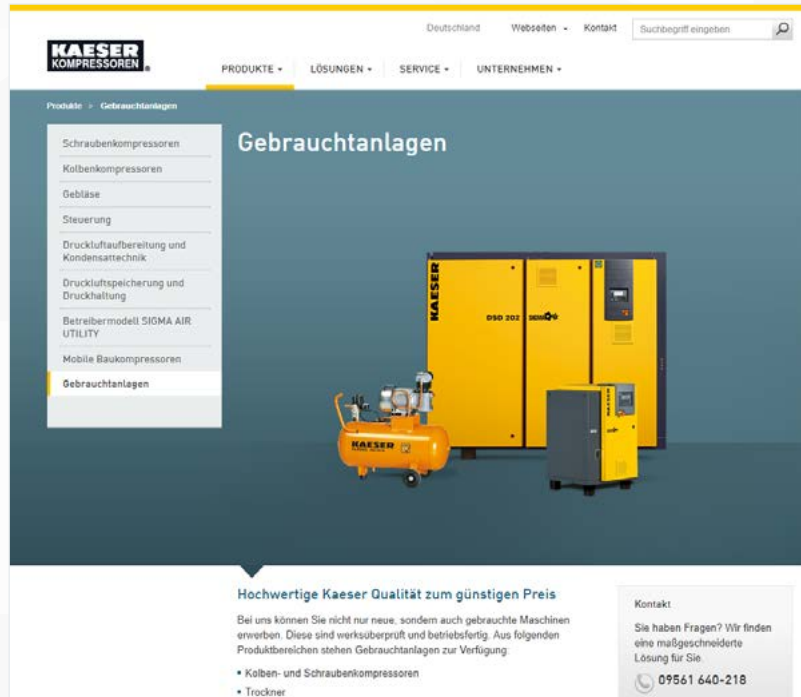 Deutschland Webseiten Kontakt Suchbegriff eingeben
KAESER
KOMPRESSOREN
PRODUKTE LÖSUNGEN SERVICE UNTERNEHMEN
Produkte > Gebrauchtanlagen
Schraubenkompressoren
Kolbenkompressoren
Gebläse
Steuerung
Druckluftaufbereitung und
Kondensattechnik
Druckluftspeicherung und
Druckhaltung
Betreibermodell SIGMA AIR
UTILITY
Mobile Baukompressoren
Gebrauchtanlagen
Gebrauchtanlagen
KAESER
DSD 202
KAESER
Hochwertige Kaeser Qualität zum günstigen Preis
Bei uns können Sie nicht nur neue, sondern auch gebrauchte Maschinen
erwerben. Diese sind werksüberprüft und betriebsfertig. Aus folgenden
Produktbereichen stehen Gebrauchtanlagen zur Verfügung:
• Kolben- und Schraubenkompressoren
• Trockner
Kontakt
Sie haben Fragen? Wir finden
eine maßgeschneiderte
Lösung für Sie.
09561 640-218